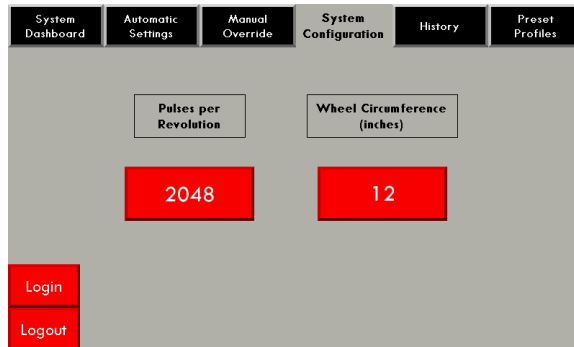 System Automatic Manual System History Preset
Dashboard Settings Override Configuration Profiles
Pulses per Wheel Circumference
Revolution (inches)
2048 12
Login
Logout